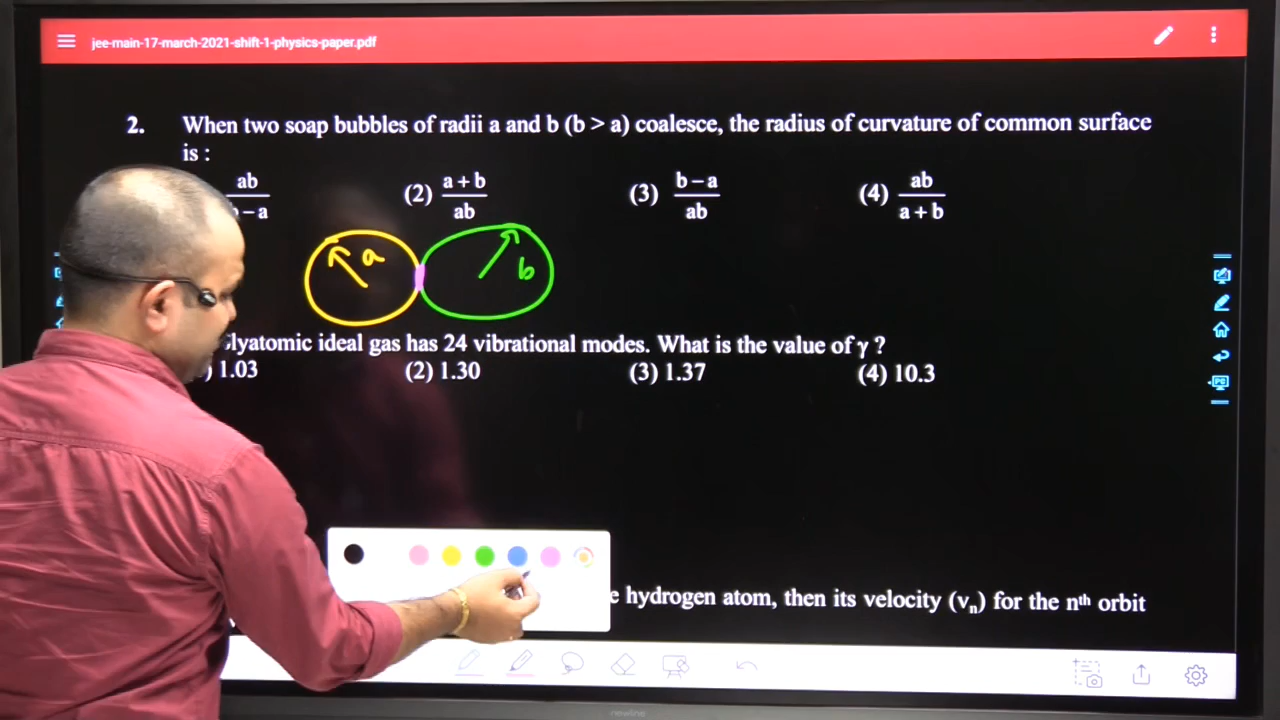 jee-main-17-march-2021-shift-1-physics-paper.pdf
2. When two soap bubbles of radii a and b (b > a) coalesce, the radius of curvature of common surface
is :
ab (2) a + b (3) b – a (4) ab
– a ab ab a + b
a b
lyatomic ideal gas has 24 vibrational modes. What is the value of γ ?
) 1.03 (2) 1.30 (3) 1.37 (4) 10.3
e hydrogen atom, then its velocity (vₙ) for the nᵗʰ orbit
newline